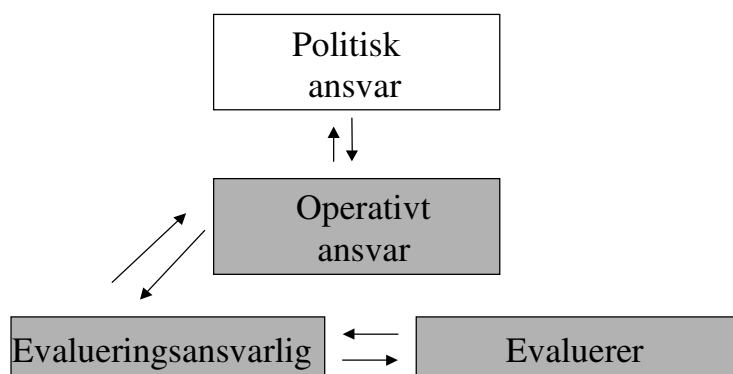 Politisk
ansvar
Operativt
ansvar
Evalueringsansvarlig
Evaluerer